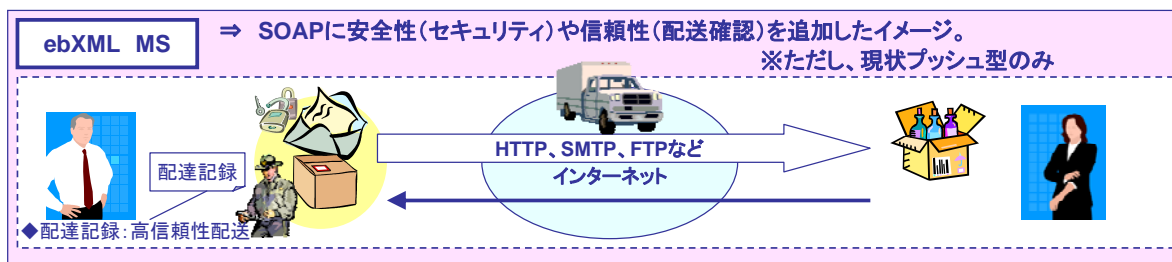 ebXML MS
⇒ SOAPに安全性(セキュリティ)や信頼性(配送確認)を追加したイメージ。
※ただし、現状プッシュ型のみ
HTTP、SMTP、FTPなど
インターネット
配達記録
◆配達記録:高信頼性配送